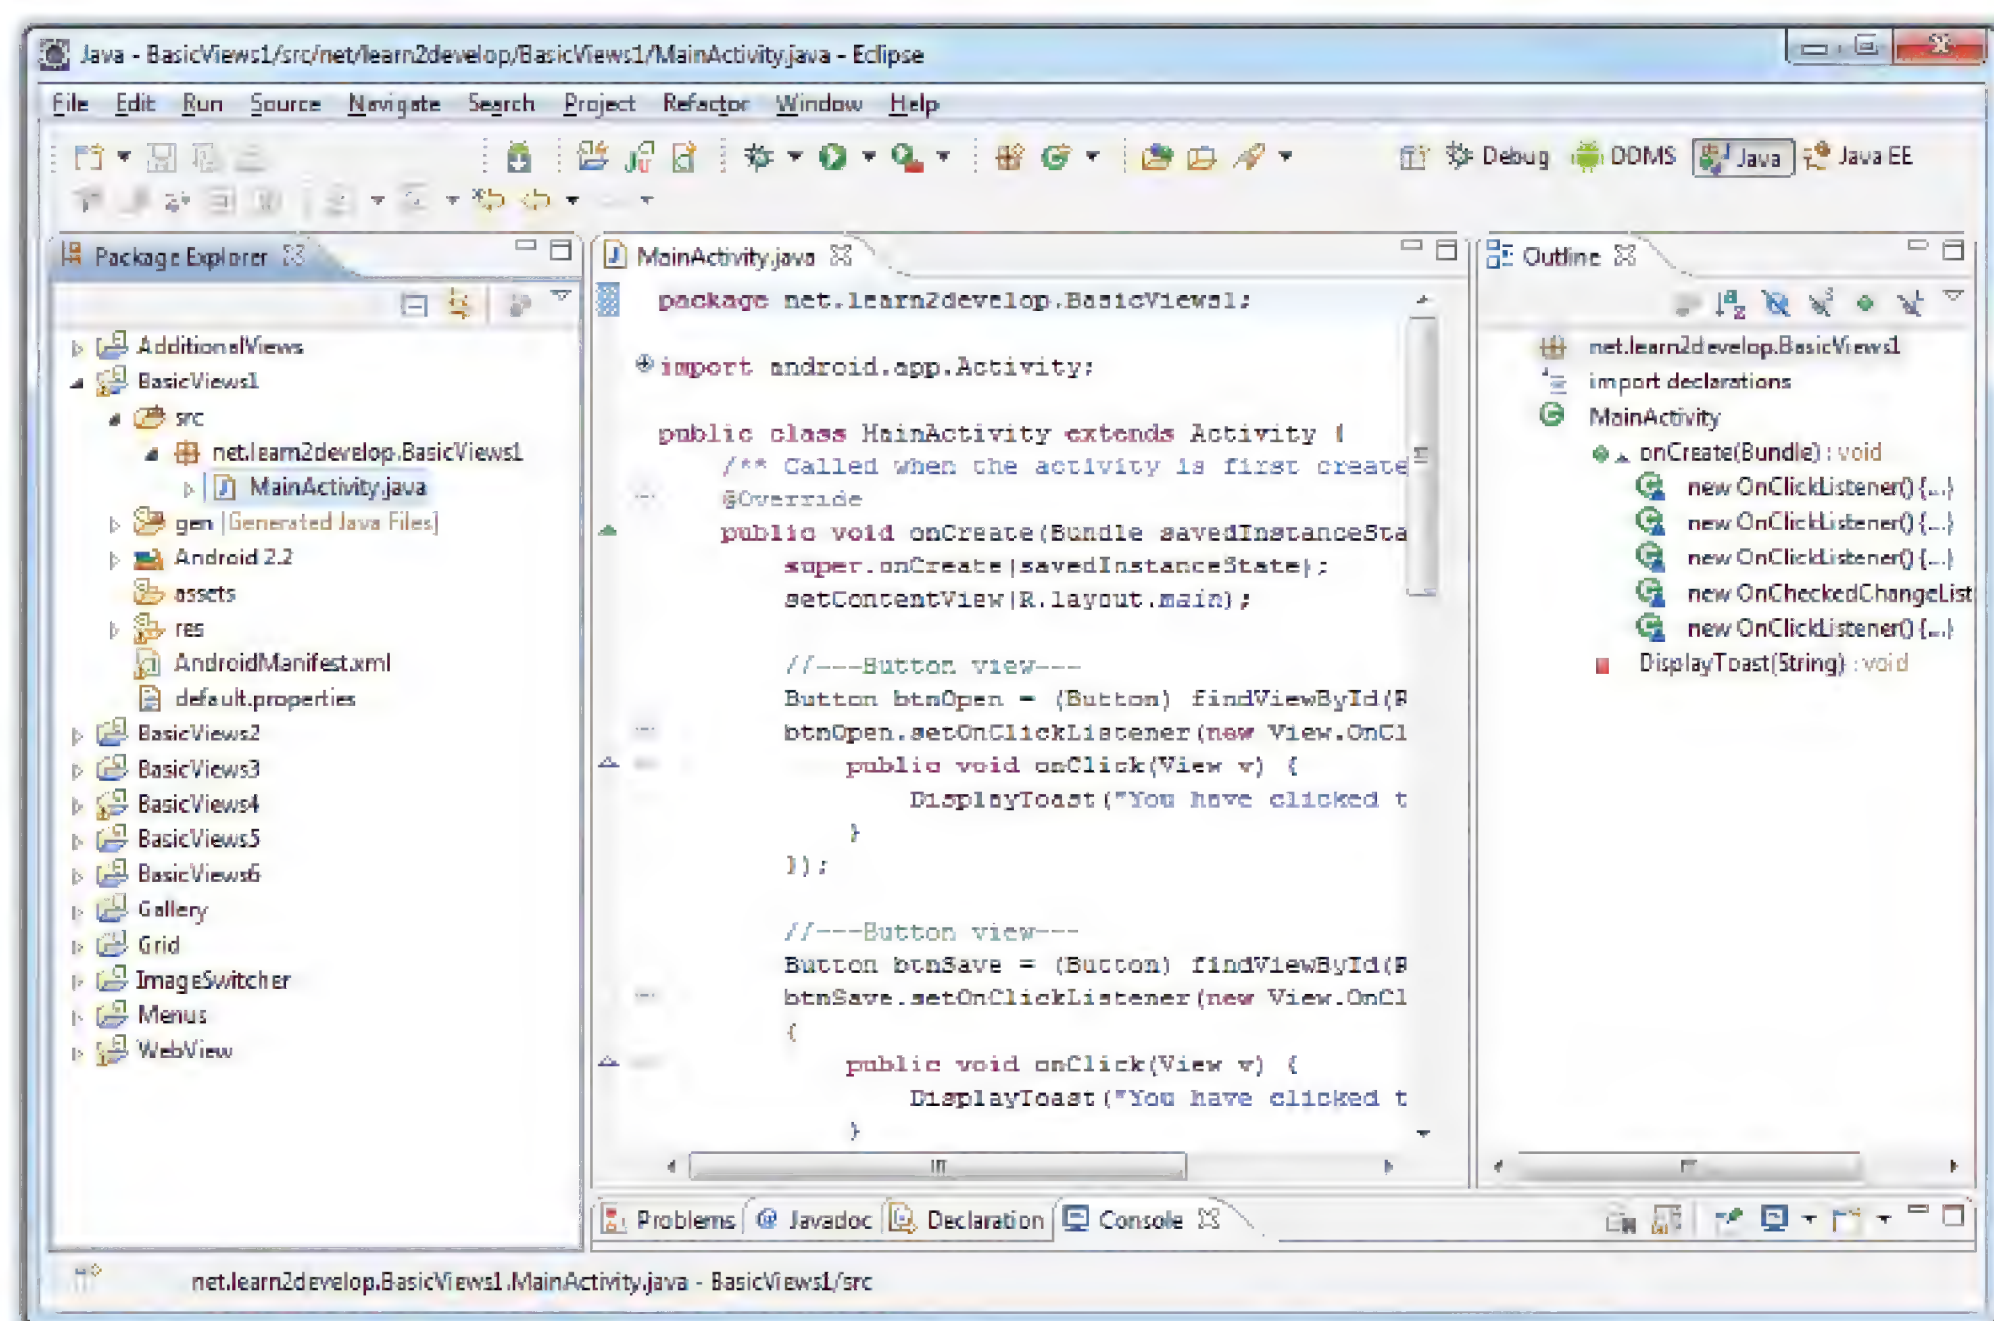 Java - BasicViews1/src/net/learn2develop/BasicViews1/MainActivity.java - Eclipse
File Edit Run Source Navigate Search Project Refactor Window Help
Debug DDMS Java Java EE
Package Explorer
AdditionalViews
BasicViews1
src
net.learn2develop.BasicViews1
MainActivity.java
gen [Generated Java Files]
Android 2.2
assets
res
AndroidManifest.xml
default.properties
BasicViews2
BasicViews3
BasicViews4
BasicViews5
BasicViews6
Gallery
Grid
ImageSwitcher
Menus
WebView
MainActivity.java
package net.learn2develop.BasicViews1;
import android.app.Activity;
public class MainActivity extends Activity {
/** Called when the activity is first create
@Override
public void onCreate(Bundle savedInstanceSta
super.onCreate(savedInstanceState);
setContentView(R.layout.main);
//---Button view---
Button btnOpen = (Button) findViewById(R
btnOpen.setOnClickListener(new View.OnCl
public void onClick(View v) {
DisplayToast("You have clicked t
}
});
//---Button view---
Button btnSave = (Button) findViewById(R
btnSave.setOnClickListener(new View.OnCl
{
public void onClick(View v) {
DisplayToast("You have clicked t
}
Outline
net.learn2develop.BasicViews1
import declarations
MainActivity
onCreate(Bundle) : void
new OnClickListener() {...}
new OnClickListener() {...}
new OnClickListener() {...}
new OnCheckedChangeList
new OnClickListener() {...}
DisplayToast(String) : void
Problems @ Javadoc Declaration Console
net.learn2develop.BasicViews1.MainActivity.java - BasicViews1/src